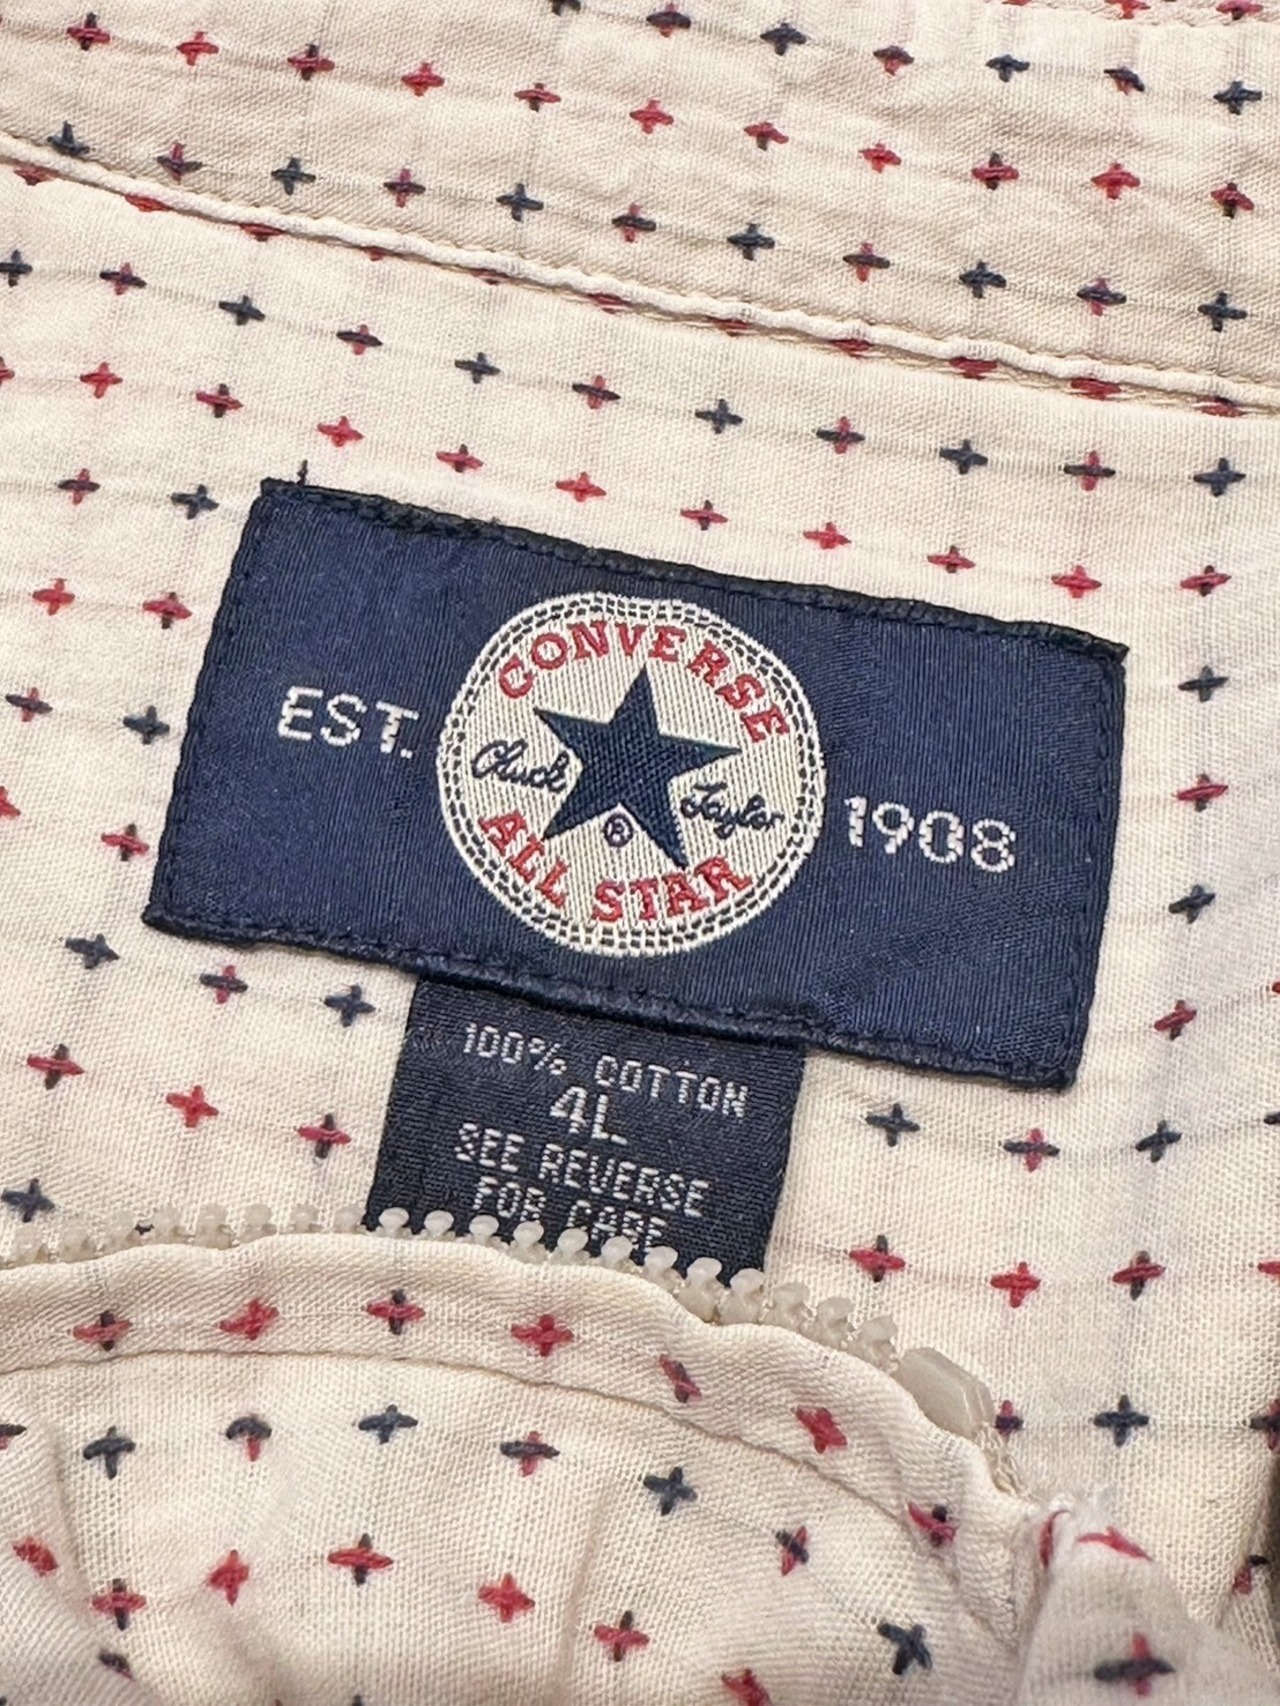 EST.
CONVERSE
Chuck Taylor
®
ALL STAR
1908
100% COTTON
4L
SEE REVERSE
FOR CARE